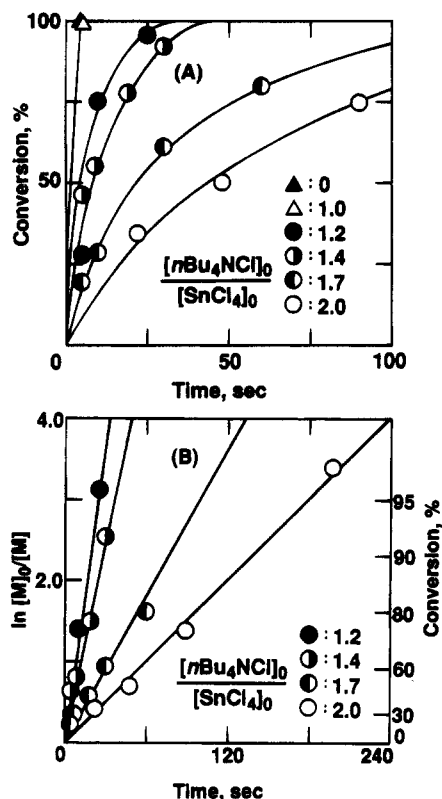 100
(A)
Conversion, %
50
▲ : 0
△ : 1.0
● : 1.2
◑ : 1.4
◐ : 1.7
○ : 2.0
[nBu4NCl]0
[SnCl4]0
0
50
100
Time, sec
4.0
(B)
ln [M]0/[M]
2.0
Conversion, %
95
90
80
60
30
0
● : 1.2
◑ : 1.4
◐ : 1.7
○ : 2.0
[nBu4NCl]0
[SnCl4]0
0
120
240
Time, sec